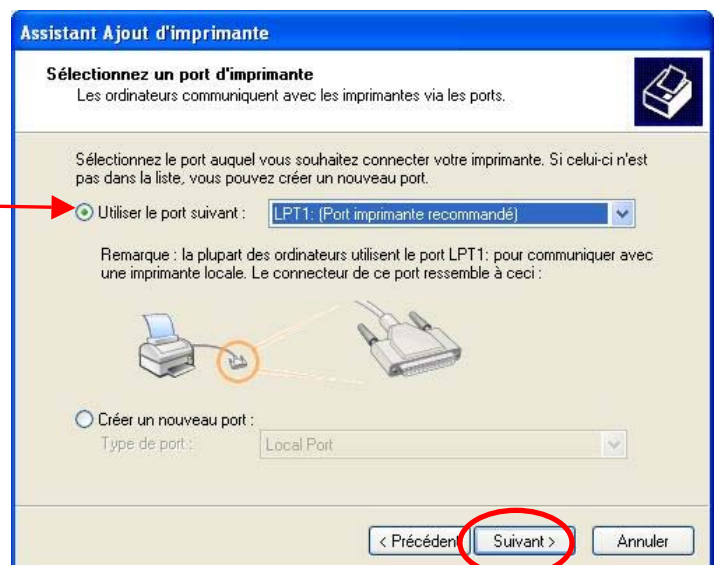 Assistant Ajout d'imprimante
Sélectionnez un port d'imprimante
Les ordinateurs communiquent avec les imprimantes via les ports.
Sélectionnez le port auquel vous souhaitez connecter votre imprimante. Si celui-ci n'est
pas dans la liste, vous pouvez créer un nouveau port.
Utiliser le port suivant :
LPT1: (Port imprimante recommandé)
Remarque : la plupart des ordinateurs utilisent le port LPT1: pour communiquer avec
une imprimante locale. Le connecteur de ce port ressemble à ceci :
Créer un nouveau port :
Type de port :
Local Port
< Précédent
Suivant >
Annuler